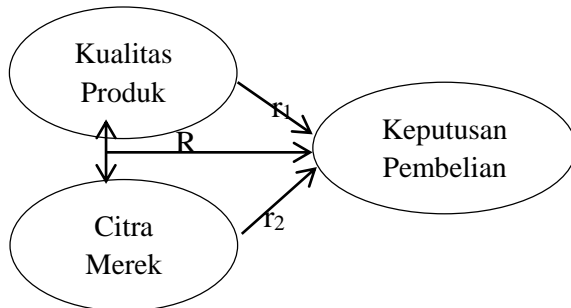 Kualitas
Produk
r₁
Keputusan
Pembelian
R
Citra
Merek
r₂